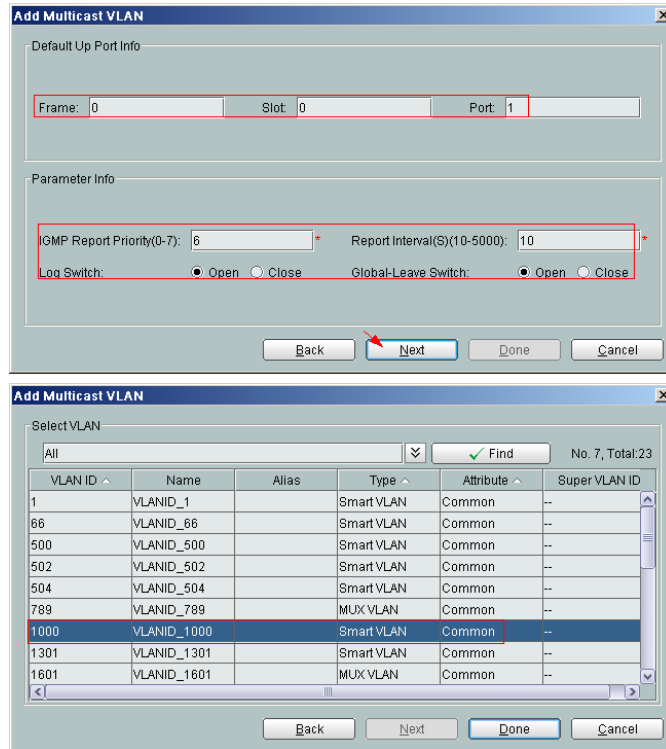 Add Multicast VLAN
Default Up Port Info
Frame: 0 Slot: 0 Port: 1
Parameter Info
IGMP Report Priority(0-7): 6 * Report Interval(S)(10-5000): 10 *
Log Switch: Open Close Global-Leave Switch: Open Close
Back Next Done Cancel
Add Multicast VLAN
Select VLAN
All Find No. 7, Total:23
VLAN ID Name Alias Type Attribute Super VLAN ID
1 VLANID_1 Smart VLAN Common --
66 VLANID_66 Smart VLAN Common --
500 VLANID_500 Smart VLAN Common --
502 VLANID_502 Smart VLAN Common --
504 VLANID_504 Smart VLAN Common --
789 VLANID_789 MUX VLAN Common --
1000 VLANID_1000 Smart VLAN Common --
1301 VLANID_1301 Smart VLAN Common --
1601 VLANID_1601 MUX VLAN Common --
Back Next Done Cancel